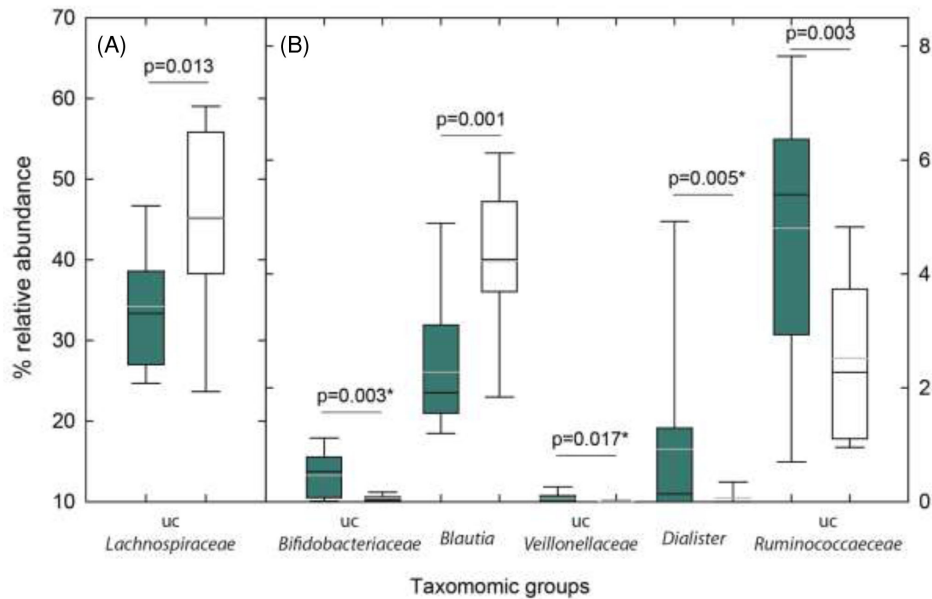 70
60
50
40
30
20
10
% relative abundance
(A)
p=0.013
(B)
p=0.003*
p=0.001
p=0.017*
p=0.005*
p=0.003
8
6
4
2
0
uc
Lachnospiraceae
uc
Bifidobacteriaceae
Blautia
uc
Veillonellaceae
Dialister
uc
Ruminococcaeceae
Taxomomic groups